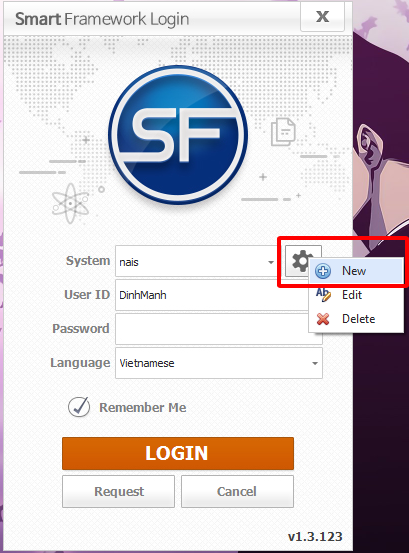 Smart Framework Login
X
SF
System
nais
New
User ID
DinhManh
Edit
Password
Delete
Language
Vietnamese
Remember Me
LOGIN
Request
Cancel
v1.3.123